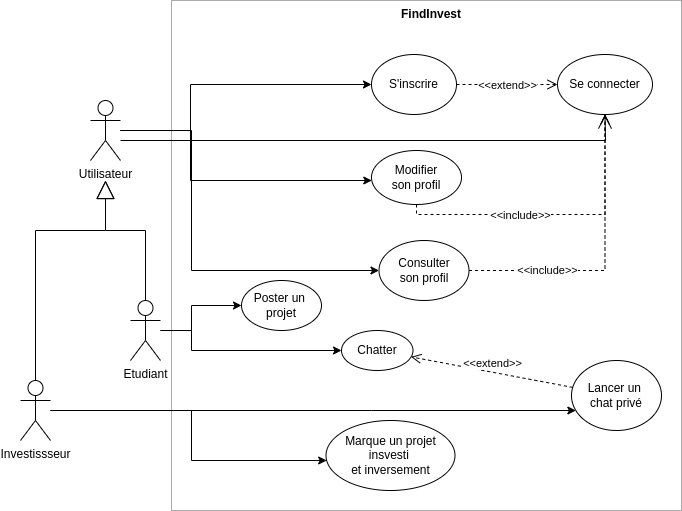 FindInvest
S'inscrire
<<extend>>
Se connecter
Utilisateur
Modifier
son profil
<<include>>
Consulter
son profil
<<include>>
Poster un
projet
Etudiant
Chatter
<<extend>>
Lancer un
chat privé
Investissseur
Marque un projet
insvesti
et inversement